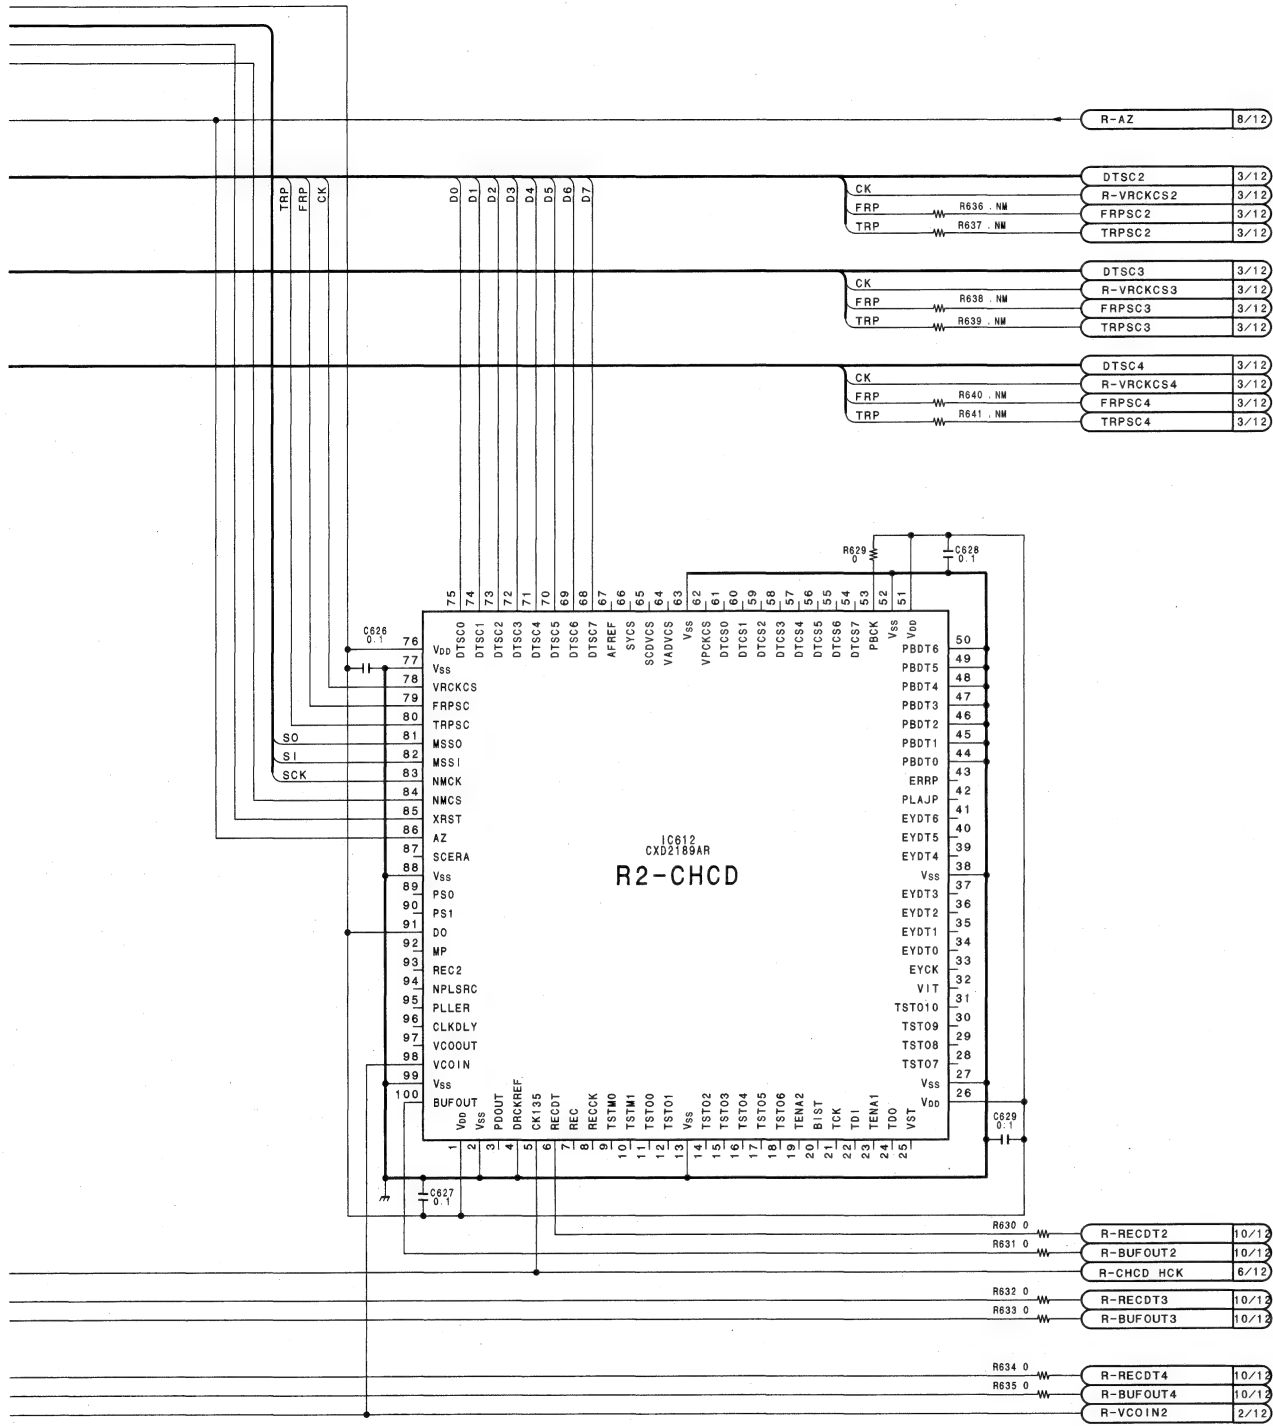 R-AZ 8/12
DTSC2 3/12
CK R-VRCKCS2 3/12
FRP R636 . NM FRPSC2 3/12
TRP R637 . NM TRPSC2 3/12
TRP FRP CK D0 D1 D2 D3 D4 D5 D6 D7
DTSC3 3/12
CK R-VRCKCS3 3/12
FRP R638 . NM FRPSC3 3/12
TRP R639 . NM TRPSC3 3/12
DTSC4 3/12
CK R-VRCKCS4 3/12
FRP R640 . NM FRPSC4 3/12
TRP R641 . NM TRPSC4 3/12
R629 0
C628 0.1
75 74 73 72 71 70 69 68 67 66 65 64 63 62 61 60 59 58 57 56 55 54 53 52 51
DTSC0 DTSC1 DTSC2 DTSC3 DTSC4 DTSC5 DTSC6 DTSC7 AFREF SYCS SCDVCS VADVCS Vss VPCKCS DTCS0 DTCS1 DTCS2 DTCS3 DTCS4 DTCS5 DTCS6 DTCS7 PBCK Vss VDD
C626 0.1
76 VDD
77 Vss
78 VRCKCS
79 FRPSC
80 TRPSC
SO 81 MSSO
SI 82 MSSI
SCK 83 NMCK
84 NMCS
85 XRST
86 AZ
87 SCERA
88 Vss
89 PS0
90 PS1
91 DO
92 MP
93 REC2
94 NPLSRC
95 PLLER
96 CLKDLY
97 VCOOUT
98 VCOIN
99 Vss
100 BUFOUT
IC612
CXD2189AR
R2-CHCD
PBDT6 50
PBDT5 49
PBDT4 48
PBDT3 47
PBDT2 46
PBDT1 45
PBDT0 44
ERRP 43
PLAJP 42
EYDT6 41
EYDT5 40
EYDT4 39
Vss 38
EYDT3 37
EYDT2 36
EYDT1 35
EYDT0 34
EYCK 33
VIT 32
TSTO10 31
TSTO9 30
TSTO8 29
TSTO7 28
Vss 27
VDD 26
VDD Vss PDOUT DRCKREF CK135 RECDT REC RECCK TSTM0 TSTM1 TSTO0 TSTO1 Vss TSTO2 TSTO3 TSTO4 TSTO5 TSTO6 TENA2 BIST TCK TDI TENA1 TDO VST
1 2 3 4 5 6 7 8 9 10 11 12 13 14 15 16 17 18 19 20 21 22 23 24 25
C629 0.1
C627 0.1
R630 0 R-RECDT2 10/12
R631 0 R-BUFOUT2 10/12
R-CHCD HCK 6/12
R632 0 R-RECDT3 10/12
R633 0 R-BUFOUT3 10/12
R634 0 R-RECDT4 10/12
R635 0 R-BUFOUT4 10/12
R-VCOIN2 2/12